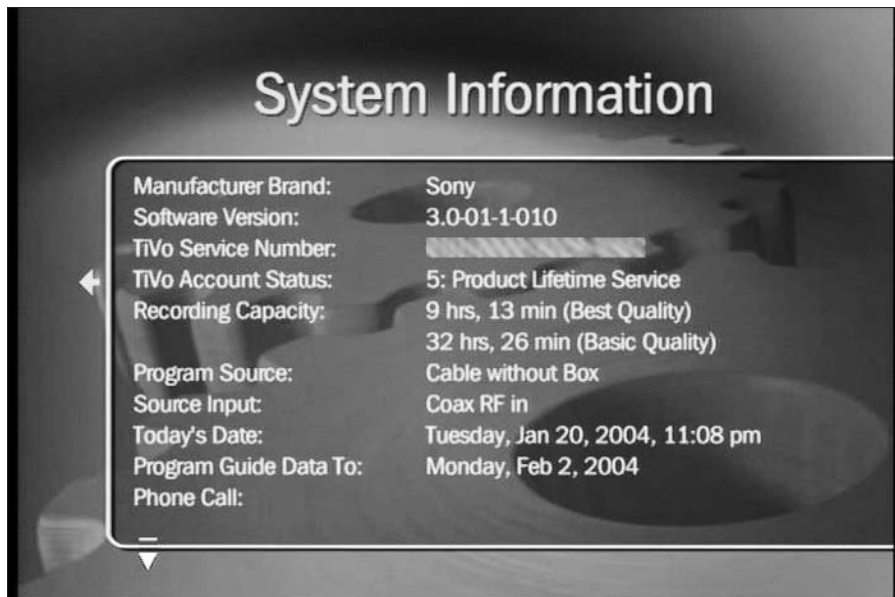 System Information
Manufacturer Brand: Sony
Software Version: 3.0-01-1-010
TiVo Service Number:
TiVo Account Status: 5: Product Lifetime Service
Recording Capacity: 9 hrs, 13 min (Best Quality)
32 hrs, 26 min (Basic Quality)
Program Source: Cable without Box
Source Input: Coax RF in
Today's Date: Tuesday, Jan 20, 2004, 11:08 pm
Program Guide Data To: Monday, Feb 2, 2004
Phone Call: